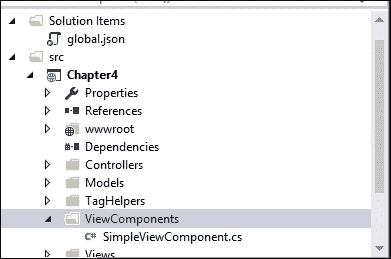 Solution Items
global.json
src
Chapter4
Properties
References
wwwroot
Dependencies
Controllers
Models
TagHelpers
ViewComponents
C# SimpleViewComponent.cs
Views